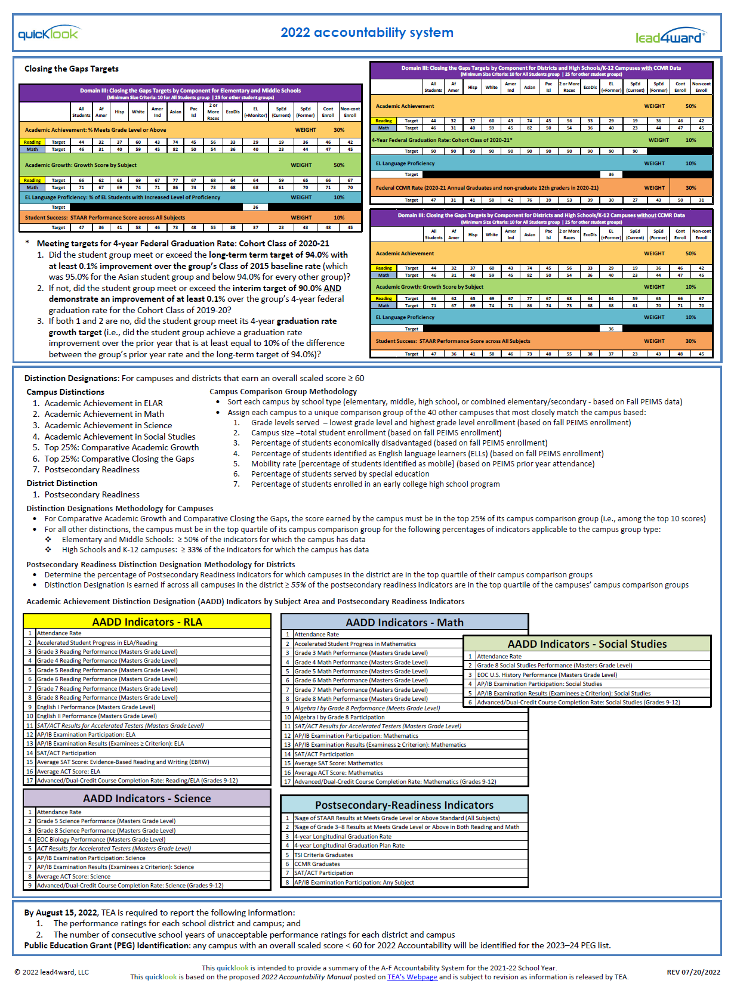 quicklook
2022 accountability system
lead4ward®
Closing the Gaps Targets
Domain III: Closing the Gaps Targets by Component for Elementary and Middle Schools
(Minimum Size Criteria: 10 for All Students group | 25 for other student groups)
All Students Af Amer Hisp White Amer Ind Asian Pac Isl 2 or More Races EcoDis EL (+Monitor) SpEd (Current) SpEd (Former) Cont Enroll Non-cont Enroll
Academic Achievement: % Meets Grade Level or Above WEIGHT 30%
Reading Target 44 32 37 60 43 74 45 56 33 29 19 36 46 42
Math Target 46 31 40 59 45 82 50 54 36 40 23 44 47 45
Academic Growth: Growth Score by Subject WEIGHT 50%
Reading Target 66 62 65 69 67 77 67 68 64 64 59 65 66 67
Math Target 71 67 69 74 71 86 74 73 68 68 61 70 71 70
EL Language Proficiency: % of EL Students with Increased Level of Proficiency WEIGHT 10%
Target 36
Student Success: STAAR Performance Score across All Subjects WEIGHT 10%
Target 47 36 41 58 46 73 48 55 38 37 23 43 48 45
* Meeting targets for 4-year Federal Graduation Rate: Cohort Class of 2020-21
1. Did the student group meet or exceed the long-term term target of 94.0% with
at least 0.1% improvement over the group's Class of 2015 baseline rate (which
was 95.0% for the Asian student group and below 94.0% for every other group)?
2. If not, did the student group meet or exceed the interim target of 90.0% AND
demonstrate an improvement of at least 0.1% over the group's 4-year federal
graduation rate for the Cohort Class of 2019-20?
3. If both 1 and 2 are no, did the student group meet its 4-year graduation rate
growth target (i.e., did the student group achieve a graduation rate
improvement over the prior year that is at least equal to 10% of the difference
between the group's prior year rate and the long-term target of 94.0%)?
Domain III: Closing the Gaps Targets by Component for Districts and High Schools/K-12 Campuses with CCMR Data
(Minimum Size Criteria: 10 for All Students group | 25 for other student groups)
All Students Af Amer Hisp White Amer Ind Asian Pac Isl 2 or More Races EcoDis EL (+Former) SpEd (Current) SpEd (Former) Cont Enroll Non-cont Enroll
Academic Achievement WEIGHT 50%
Reading Target 44 32 37 60 43 74 45 56 33 29 19 36 46 42
Math Target 46 31 40 59 45 82 50 54 36 40 23 44 47 45
4-Year Federal Graduation Rate: Cohort Class of 2020-21* WEIGHT 10%
Target 90 90 90 90 90 90 90 90 90 90 90
EL Language Proficiency WEIGHT 10%
Target 36
Federal CCMR Rate (2020-21 Annual Graduates and non-graduate 12th graders in 2020-21) WEIGHT 30%
Target 47 31 41 58 42 76 39 53 39 30 27 43 50 31
Domain III: Closing the Gaps Targets by Component for Districts and High Schools/K-12 Campuses without CCMR Data
(Minimum Size Criteria: 10 for All Students group | 25 for other student groups)
All Students Af Amer Hisp White Amer Ind Asian Pac Isl 2 or More Races EcoDis EL (+Former) SpEd (Current) SpEd (Former) Cont Enroll Non-cont Enroll
Academic Achievement WEIGHT 50%
Reading Target 44 32 37 60 43 74 45 56 33 29 19 36 46 42
Math Target 46 31 40 59 45 82 50 54 36 40 23 44 47 45
Academic Growth: Growth Score by Subject WEIGHT 10%
Reading Target 66 62 65 69 67 77 67 68 64 64 59 65 66 67
Math Target 71 67 69 74 71 86 74 73 68 68 61 70 71 70
EL Language Proficiency WEIGHT 10%
Target 36
Student Success: STAAR Performance Score across All Subjects WEIGHT 30%
Target 47 36 41 58 46 73 48 55 38 37 23 43 48 45
Distinction Designations: For campuses and districts that earn an overall scaled score ≥ 60
Campus Distinctions
1. Academic Achievement in ELAR
2. Academic Achievement in Math
3. Academic Achievement in Science
4. Academic Achievement in Social Studies
5. Top 25%: Comparative Academic Growth
6. Top 25%: Comparative Closing the Gaps
7. Postsecondary Readiness
District Distinction
1. Postsecondary Readiness
Campus Comparison Group Methodology
• Sort each campus by school type (elementary, middle, high school, or combined elementary/secondary - based on Fall PEIMS data)
• Assign each campus to a unique comparison group of the 40 other campuses that most closely match the campus based:
1. Grade levels served – lowest grade level and highest grade level enrollment (based on fall PEIMS enrollment)
2. Campus size –total student enrollment (based on fall PEIMS enrollment)
3. Percentage of students economically disadvantaged (based on fall PEIMS enrollment)
4. Percentage of students identified as English language learners (ELLs) (based on fall PEIMS enrollment)
5. Mobility rate [percentage of students identified as mobile] (based on PEIMS prior year attendance)
6. Percentage of students served by special education
7. Percentage of students enrolled in an early college high school program
Distinction Designations Methodology for Campuses
• For Comparative Academic Growth and Comparative Closing the Gaps, the score earned by the campus must be in the top 25% of its campus comparison group (i.e., among the top 10 scores)
• For all other distinctions, the campus must be in the top quartile of its campus comparison group for the following percentages of indicators applicable to the campus group type:
❖ Elementary and Middle Schools: ≥ 50% of the indicators for which the campus has data
❖ High Schools and K-12 campuses: ≥ 33% of the indicators for which the campus has data
Postsecondary Readiness Distinction Designation Methodology for Districts
• Determine the percentage of Postsecondary Readiness indicators for which campuses in the district are in the top quartile of their campus comparison groups
• Distinction Designation is earned if across all campuses in the district ≥ 55% of the postsecondary readiness indicators are in the top quartile of the campuses' campus comparison groups
Academic Achievement Distinction Designation (AADD) Indicators by Subject Area and Postsecondary Readiness Indicators
AADD Indicators - RLA
1 Attendance Rate
2 Accelerated Student Progress in ELA/Reading
3 Grade 3 Reading Performance (Masters Grade Level)
4 Grade 4 Reading Performance (Masters Grade Level)
5 Grade 5 Reading Performance (Masters Grade Level)
6 Grade 6 Reading Performance (Masters Grade Level)
7 Grade 7 Reading Performance (Masters Grade Level)
8 Grade 8 Reading Performance (Masters Grade Level)
9 English I Performance (Masters Grade Level)
10 English II Performance (Masters Grade Level)
11 SAT/ACT Results for Accelerated Testers (Masters Grade Level)
12 AP/IB Examination Participation: ELA
13 AP/IB Examination Results (Examinees ≥ Criterion): ELA
14 SAT/ACT Participation
15 Average SAT Score: Evidence-Based Reading and Writing (EBRW)
16 Average ACT Score: ELA
17 Advanced/Dual-Credit Course Completion Rate: Reading/ELA (Grades 9-12)
AADD Indicators - Math
1 Attendance Rate
2 Accelerated Student Progress in Mathematics
3 Grade 3 Math Performance (Masters Grade Level)
4 Grade 4 Math Performance (Masters Grade Level)
5 Grade 5 Math Performance (Masters Grade Level)
6 Grade 6 Math Performance (Masters Grade Level)
7 Grade 7 Math Performance (Masters Grade Level)
8 Grade 8 Math Performance (Masters Grade Level)
9 Algebra I by Grade 8 Performance (Meets Grade Level)
10 Algebra I by Grade 8 Participation
11 SAT/ACT Results for Accelerated Testers (Masters Grade Level)
12 AP/IB Examination Participation: Mathematics
13 AP/IB Examination Results (Examiness ≥ Criterion): Mathematics
14 SAT/ACT Participation
15 Average SAT Score: Mathematics
16 Average ACT Score: Mathematics
17 Advanced/Dual-Credit Course Completion Rate: Mathematics (Grades 9-12)
AADD Indicators - Social Studies
1 Attendance Rate
2 Grade 8 Social Studies Performance (Masters Grade Level)
3 EOC U.S. History Performance (Masters Grade Level)
4 AP/IB Examination Participation: Social Studies
5 AP/IB Examination Results (Examinees ≥ Criterion): Social Studies
6 Advanced/Dual-Credit Course Completion Rate: Social Studies (Grades 9-12)
AADD Indicators - Science
1 Attendance Rate
2 Grade 5 Science Performance (Masters Grade Level)
3 Grade 8 Science Performance (Masters Grade Level)
4 EOC Biology Performance (Masters Grade Level)
5 ACT Results for Accelerated Testers (Masters Grade Level)
6 AP/IB Examination Participation: Science
7 AP/IB Examination Results (Examinees ≥ Criterion): Science
8 Average ACT Score: Science
9 Advanced/Dual-Credit Course Completion Rate: Science (Grades 9-12)
Postsecondary-Readiness Indicators
1 %age of STAAR Results at Meets Grade Level or Above Standard (All Subjects)
2 %age of Grade 3–8 Results at Meets Grade Level or Above in Both Reading and Math
3 4-year Longitudinal Graduation Rate
4 4-year Longitudinal Graduation Plan Rate
5 TSI Criteria Graduates
6 CCMR Graduates
7 SAT/ACT Participation
8 AP/IB Examination Participation: Any Subject
By August 15, 2022, TEA is required to report the following information:
1. The performance ratings for each school district and campus; and
2. The number of consecutive school years of unacceptable performance ratings for each district and campus
Public Education Grant (PEG) Identification: any campus with an overall scaled score < 60 for 2022 Accountability will be identified for the 2023–24 PEG list.
© 2022 lead4ward, LLC
This quicklook is intended to provide a summary of the A-F Accountability System for the 2021-22 School Year.
This quicklook is based on the proposed 2022 Accountability Manual posted on TEA's Webpage and is subject to revision as information is released by TEA.
REV 07/20/2022